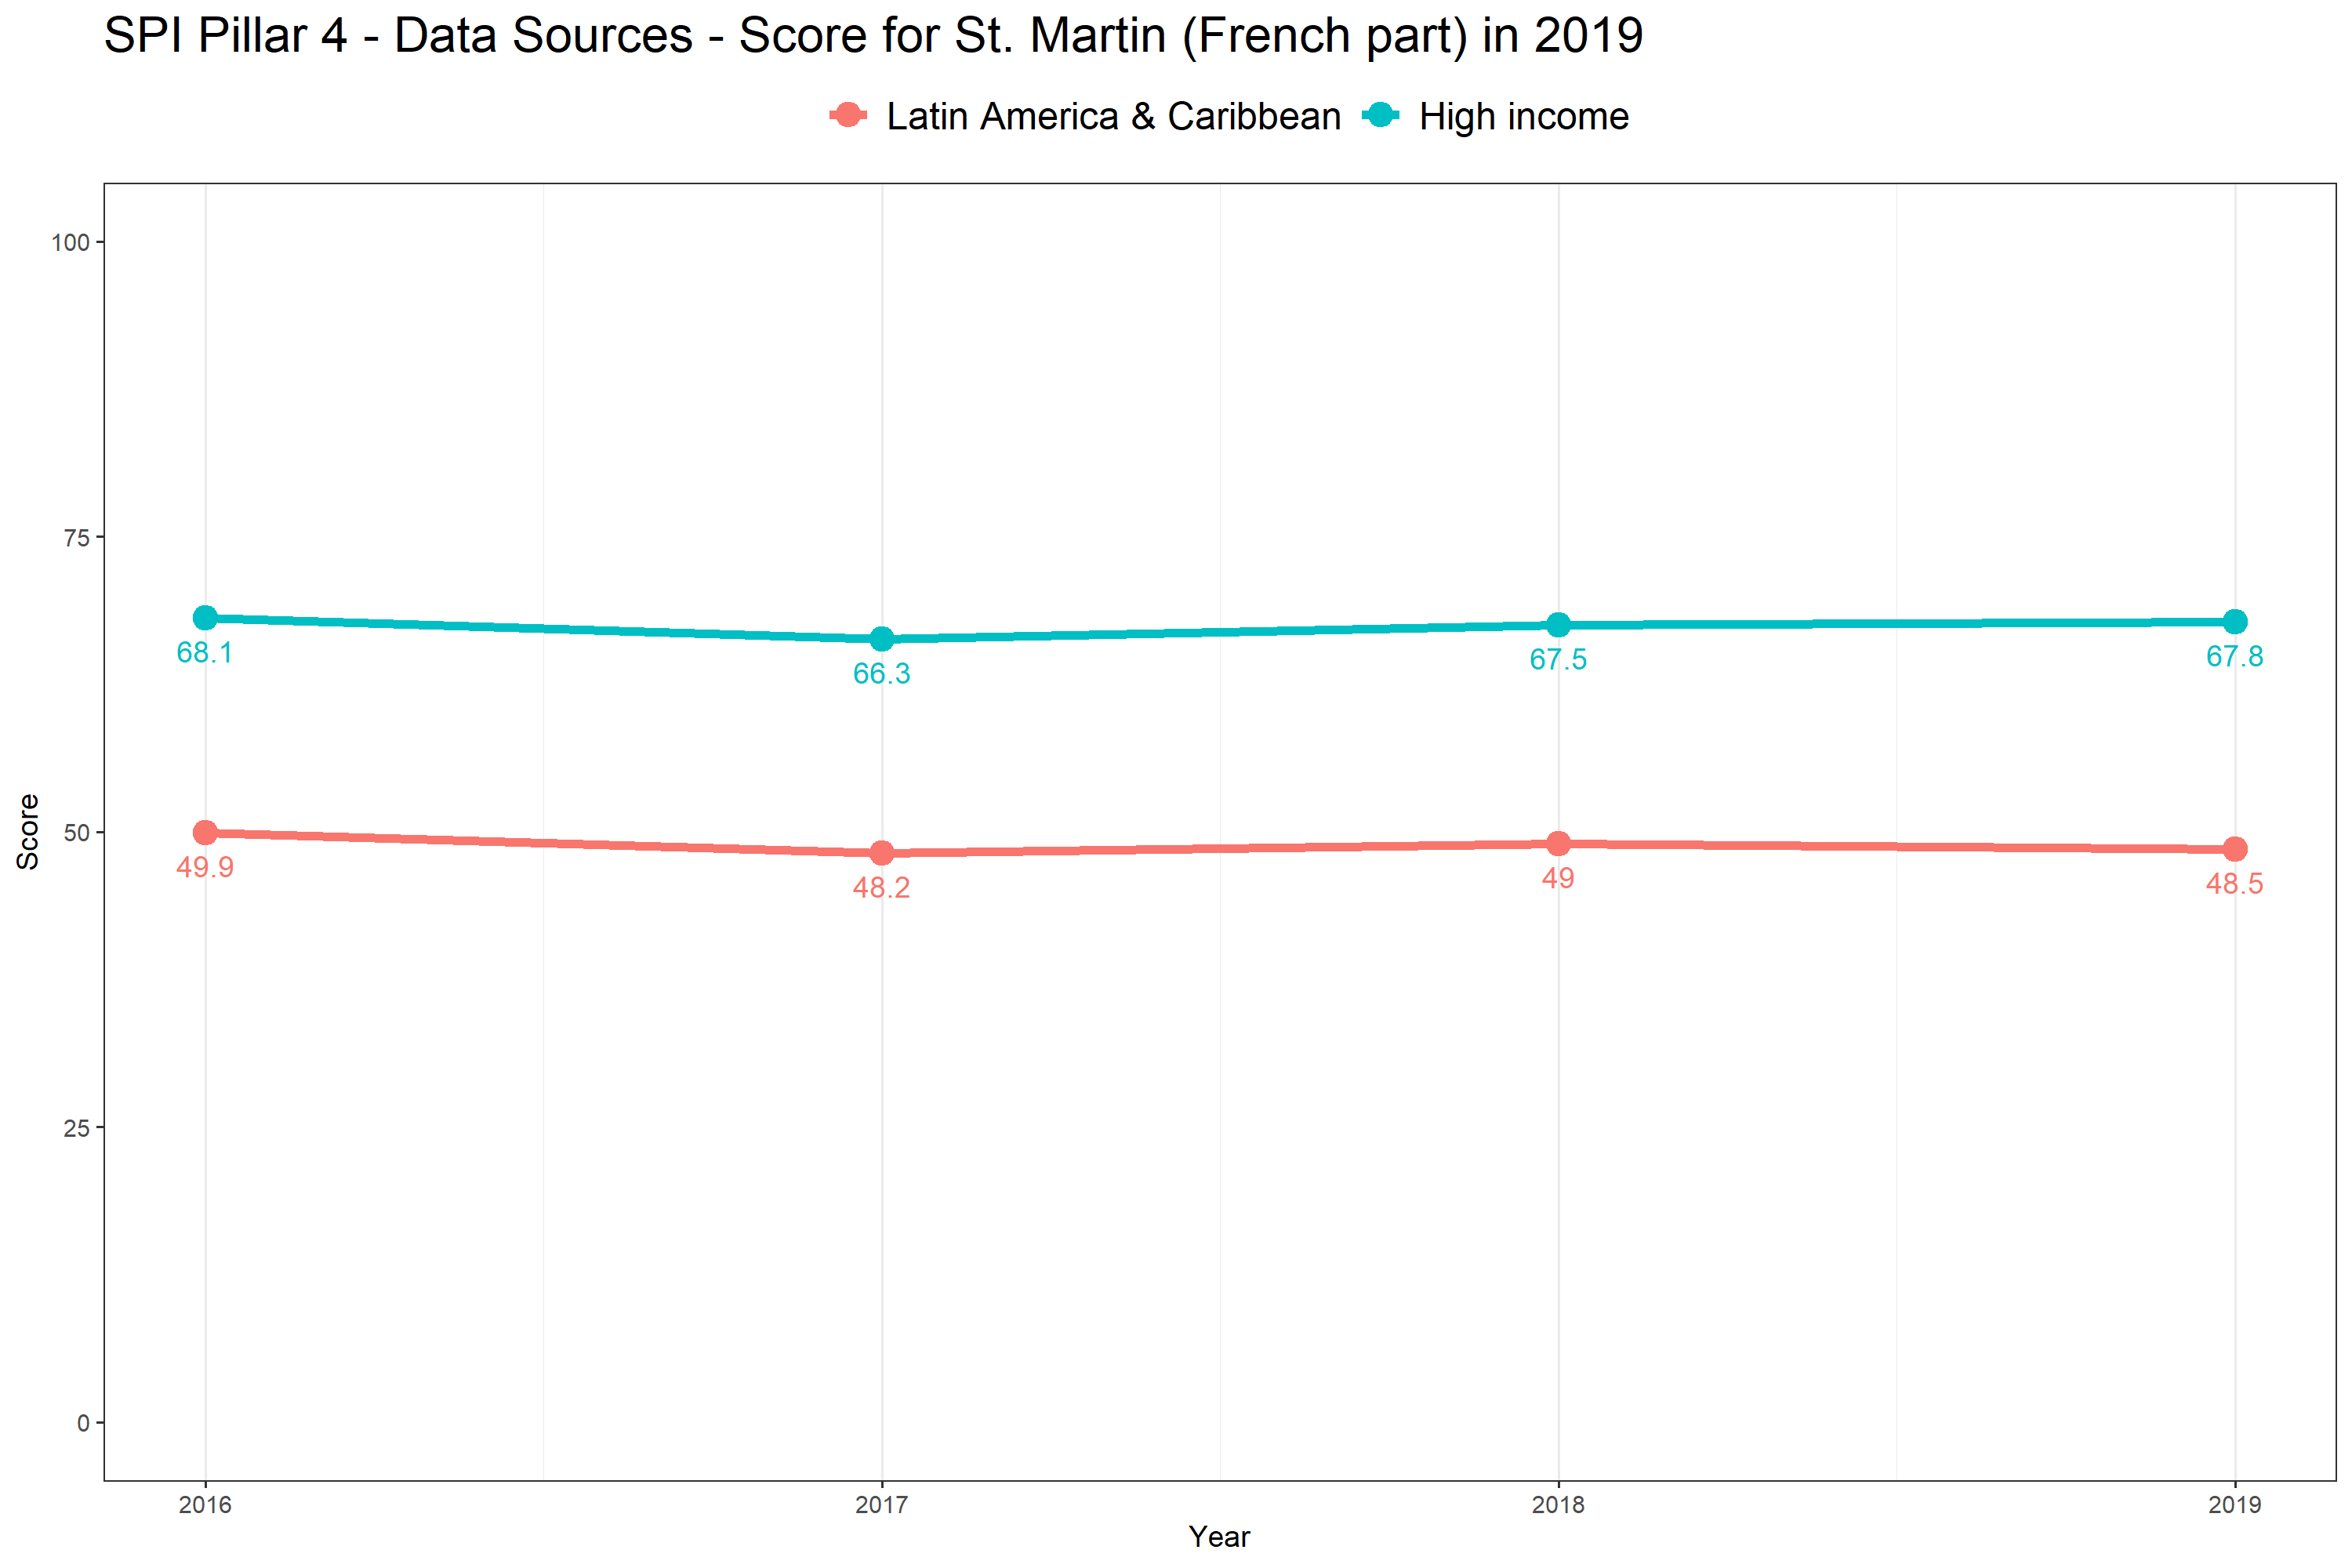 SPI Pillar 4 - Data Sources - Score for St. Martin (French part) in 2019
Latin America & Caribbean High income
100
75
50
25
0
Score
68.1
66.3
67.5
67.8
49.9
48.2
49
48.5
2016 2017 2018 2019
Year